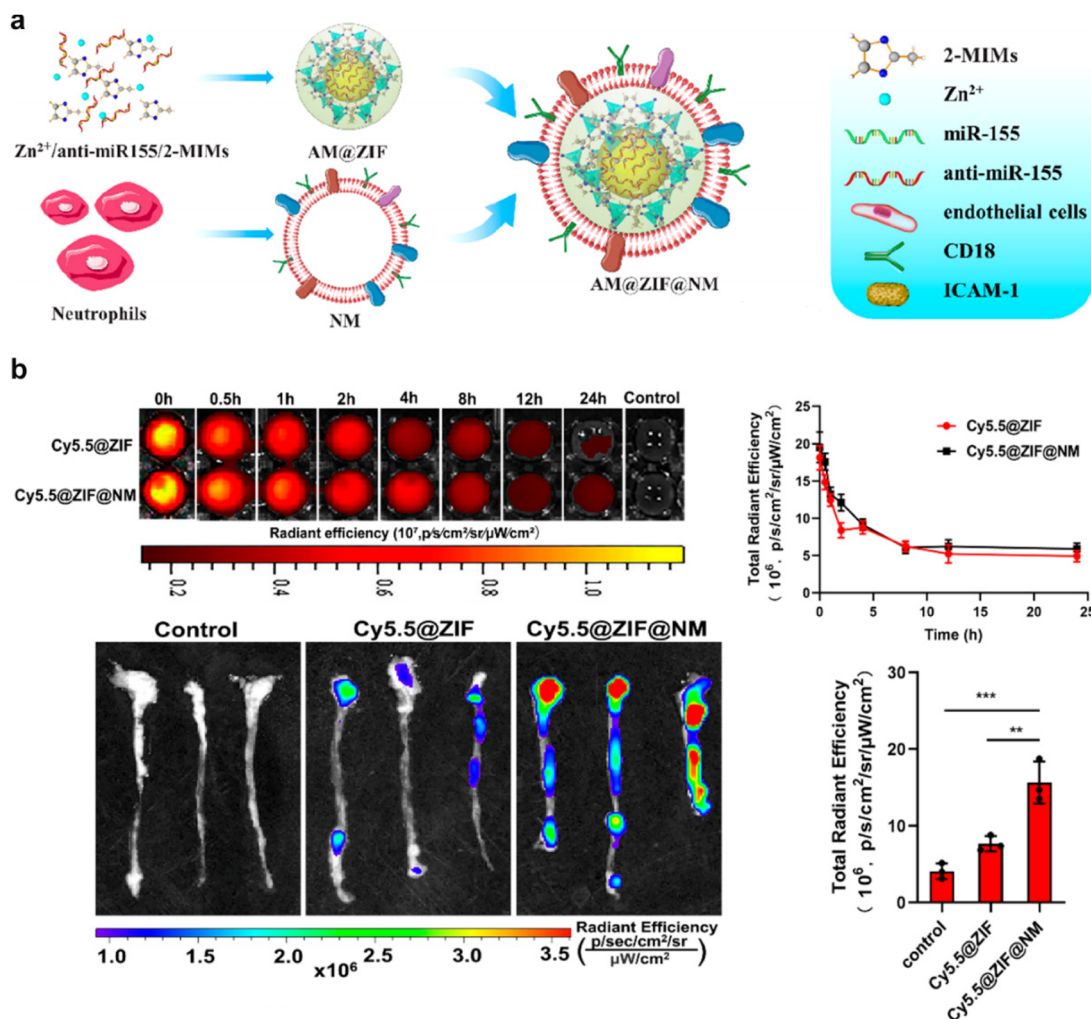 a
Zn²⁺/anti-miR155/2-MIMs
AM@ZIF
Neutrophils
NM
AM@ZIF@NM
2-MIMs
Zn²⁺
miR-155
anti-miR-155
endothelial cells
CD18
ICAM-1
b
0h 0.5h 1h 2h 4h 8h 12h 24h Control
Cy5.5@ZIF
Cy5.5@ZIF@NM
Radiant efficiency (10⁷,p/s/cm²/sr/µW/cm²)
0.2 0.4 0.6 0.8 1.0
Total Radiant Efficiency
( 10⁶, p/s/cm²/sr/µW/cm²)
25
20
15
10
5
0
Cy5.5@ZIF
Cy5.5@ZIF@NM
0 5 10 15 20 25
Time (h)
Control Cy5.5@ZIF Cy5.5@ZIF@NM
1.0 1.5 2.0 2.5 3.0 3.5
x10⁶
Radiant Efficiency
(p/sec/cm²/sr
µW/cm²)
Total Radiant Efficiency
( 10⁶, p/s/cm²/sr/µW/cm²)
30
20
10
0
***
**
control
Cy5.5@ZIF
Cy5.5@ZIF@NM